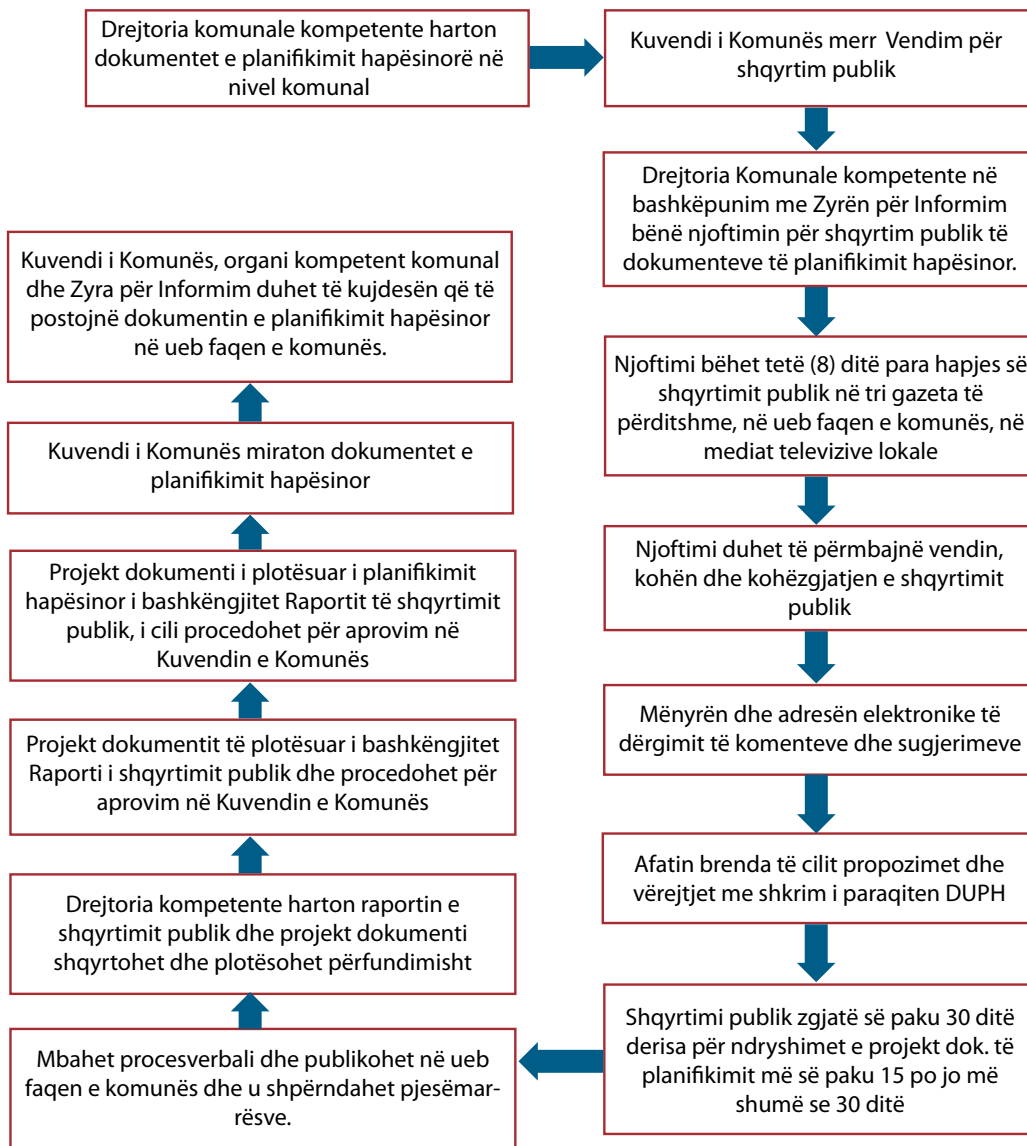 Drejtoria komunale kompetente harton
dokumentet e planifikimit hapësinorë në
nivel komunal
Kuvendi i Komunës merr Vendim për
shqyrtim publik
Drejtoria Komunale kompetente në
bashkëpunim me Zyrën për Informim
bënë njoftimin për shqyrtim publik të
dokumenteve të planifikimit hapësinor.
Njoftimi bëhet tetë (8) ditë para hapjes së
shqyrtimit publik në tri gazeta të
përditshme, në ueb faqen e komunës, në
mediat televizive lokale
Njoftimi duhet të përmbajnë vendin,
kohën dhe kohëzgjatjen e shqyrtimit
publik
Mënyrën dhe adresën elektronike të
dërgimit të komenteve dhe sugjerimeve
Afatin brenda të cilit propozimet dhe
vërejtjet me shkrim i paraqiten DUPH
Shqyrtimi publik zgjatë së paku 30 ditë
derisa për ndryshimet e projekt dok. të
planifikimit më së paku 15 po jo më
shumë se 30 ditë
Mbahet procesverbali dhe publikohet në ueb
faqen e komunës dhe u shpërndahet pjesëmar-
rësve.
Drejtoria kompetente harton raportin e
shqyrtimit publik dhe projekt dokumenti
shqyrtohet dhe plotësohet përfundimisht
Projekt dokumentit të plotësuar i bashkëngjitet
Raporti i shqyrtimit publik dhe procedohet për
aprovim në Kuvendin e Komunës
Projekt dokumenti i plotësuar i planifikimit
hapësinor i bashkëngjitet Raportit të shqyrtimit
publik, i cili procedohet për aprovim në
Kuvendin e Komunës
Kuvendi i Komunës miraton dokumentet e
planifikimit hapësinor
Kuvendi i Komunës, organi kompetent komunal
dhe Zyra për Informim duhet të kujdesën që të
postojnë dokumentin e planifikimit hapësinor
në ueb faqen e komunës.